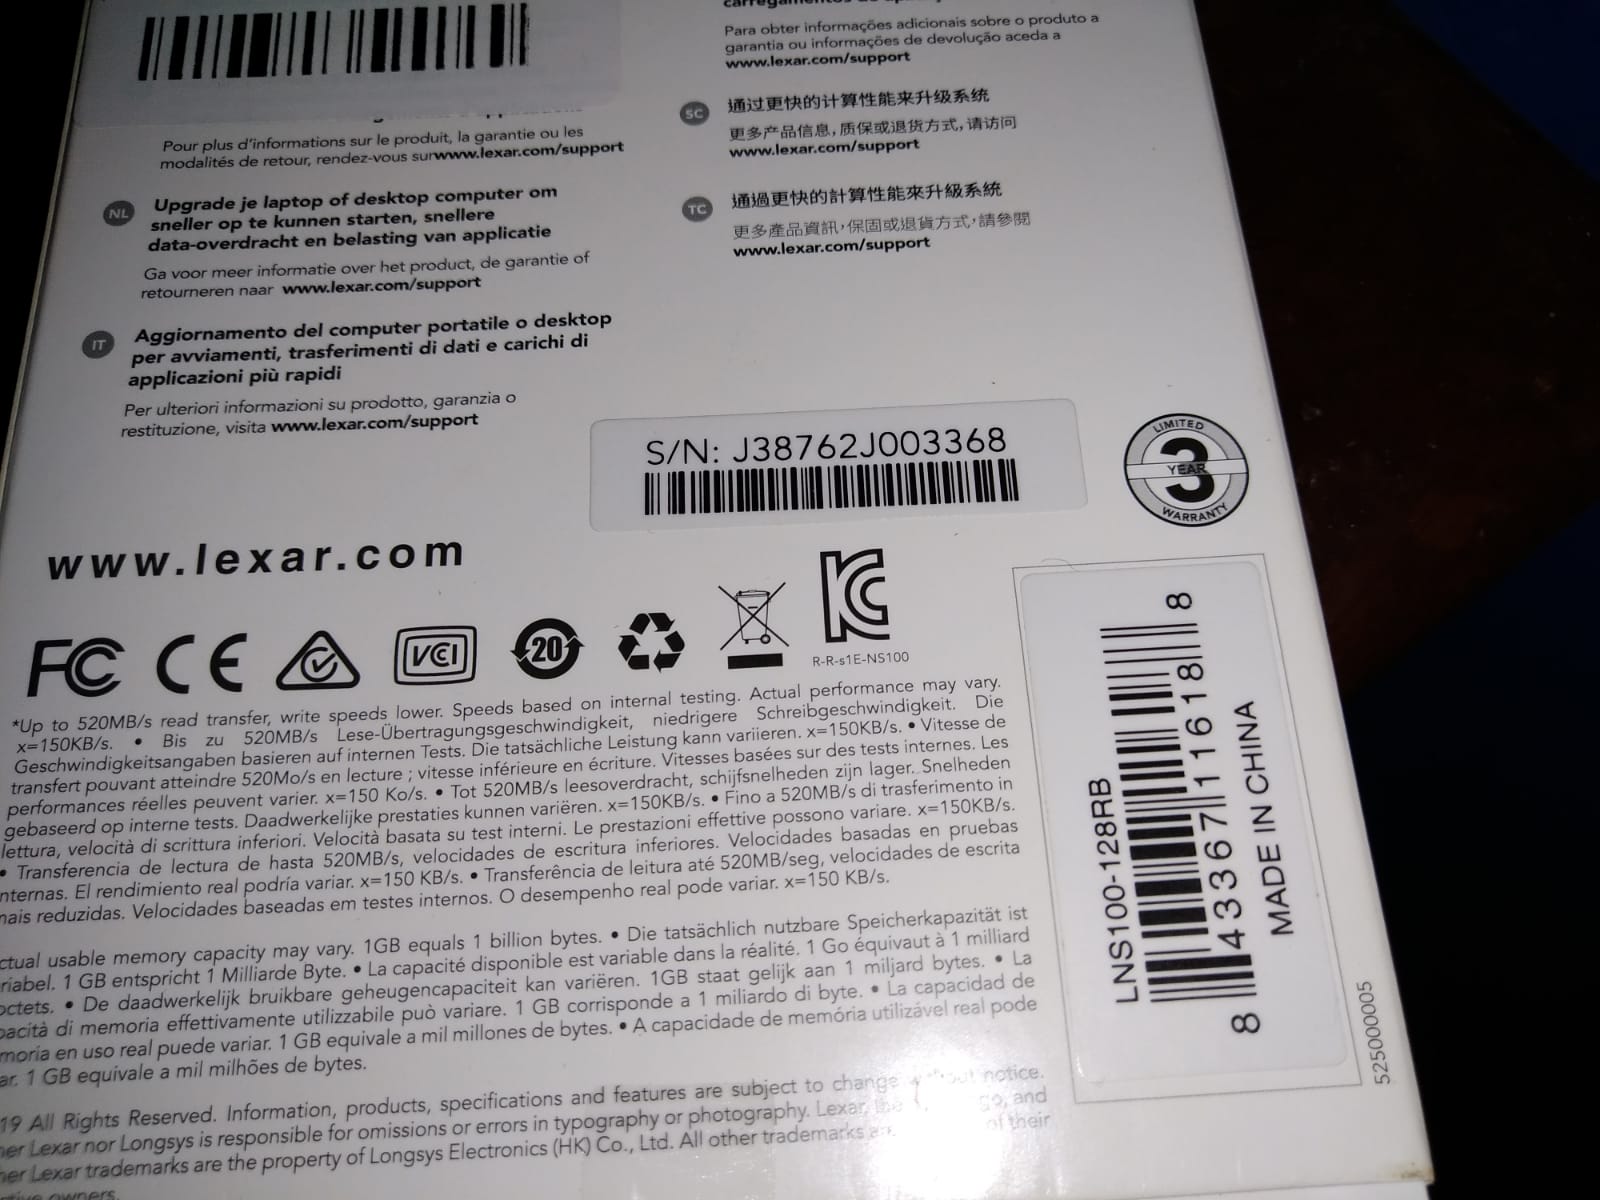 Para obter informações adicionais sobre o produto a
garantia ou informações de devolução aceda a
www.lexar.com/support
SC
通过更快的计算性能来升级系统
更多产品信息，质保或退货方式，请访问
www.lexar.com/support
TC
通過更快的計算性能來升級系統
更多產品資訊，保固或退貨方式，請參閱
www.lexar.com/support
Pour plus d'informations sur le produit, la garantie ou les
modalités de retour, rendez-vous surwww.lexar.com/support
NL
Upgrade je laptop of desktop computer om
sneller op te kunnen starten, snellere
data-overdracht en belasting van applicatie
Ga voor meer informatie over het product, de garantie of
retourneren naar www.lexar.com/support
IT
Aggiornamento del computer portatile o desktop
per avviamenti, trasferimenti di dati e carichi di
applicazioni più rapidi
Per ulteriori informazioni su prodotto, garanzia o
restituzione, visita www.lexar.com/support
S/N: J38762J003368
LIMITED
3
YEAR
WARRANTY
www.lexar.com
FC CE VCI 20
R-R-s1E-NS100
*Up to 520MB/s read transfer, write speeds lower. Speeds based on internal testing. Actual performance may vary.
x=150KB/s. • Bis zu 520MB/s Lese-Übertragungsgeschwindigkeit, niedrigere Schreibgeschwindigkeit. Die
Geschwindigkeitsangaben basieren auf internen Tests. Die tatsächliche Leistung kann variieren. x=150KB/s. • Vitesse de
transfert pouvant atteindre 520Mo/s en lecture ; vitesse inférieure en écriture. Vitesses basées sur des tests internes. Les
performances réelles peuvent varier. x=150 Ko/s. • Tot 520MB/s leesoverdracht, schijfsnelheden zijn lager. Snelheden
gebaseerd op interne tests. Daadwerkelijke prestaties kunnen variëren. x=150KB/s. • Fino a 520MB/s di trasferimento in
lettura, velocità di scrittura inferiori. Velocità basata su test interni. Le prestazioni effettive possono variare. x=150KB/s.
• Transferencia de lectura de hasta 520MB/s, velocidades de escritura inferiores. Velocidades basadas en pruebas
nternas. El rendimiento real podría variar. x=150 KB/s. • Transferência de leitura até 520MB/seg, velocidades de escrita
nais reduzidas. Velocidades baseadas em testes internos. O desempenho real pode variar. x=150 KB/s.
ctual usable memory capacity may vary. 1GB equals 1 billion bytes. • Die tatsächlich nutzbare Speicherkapazität ist
riabel. 1 GB entspricht 1 Milliarde Byte. • La capacité disponible est variable dans la réalité. 1 Go équivaut à 1 milliard
octets. • De daadwerkelijk bruikbare geheugencapaciteit kan variëren. 1GB staat gelijk aan 1 miljard bytes. • La
pacità di memoria effettivamente utilizzabile può variare. 1 GB corrisponde a 1 miliardo di byte. • La capacidad de
moria en uso real puede variar. 1 GB equivale a mil millones de bytes. • A capacidade de memória utilizável real pode
ar. 1 GB equivale a mil milhões de bytes.
19 All Rights Reserved. Information, products, specifications and features are subject to change notice.
her Lexar nor Longsys is responsible for omissions or errors in typography or photography. Lexar, and
her Lexar trademarks are the property of Longsys Electronics (HK) Co., Ltd. All other trademarks of their
owners.
LNS100-128RB
8 43367 11618 8
MADE IN CHINA
525000005